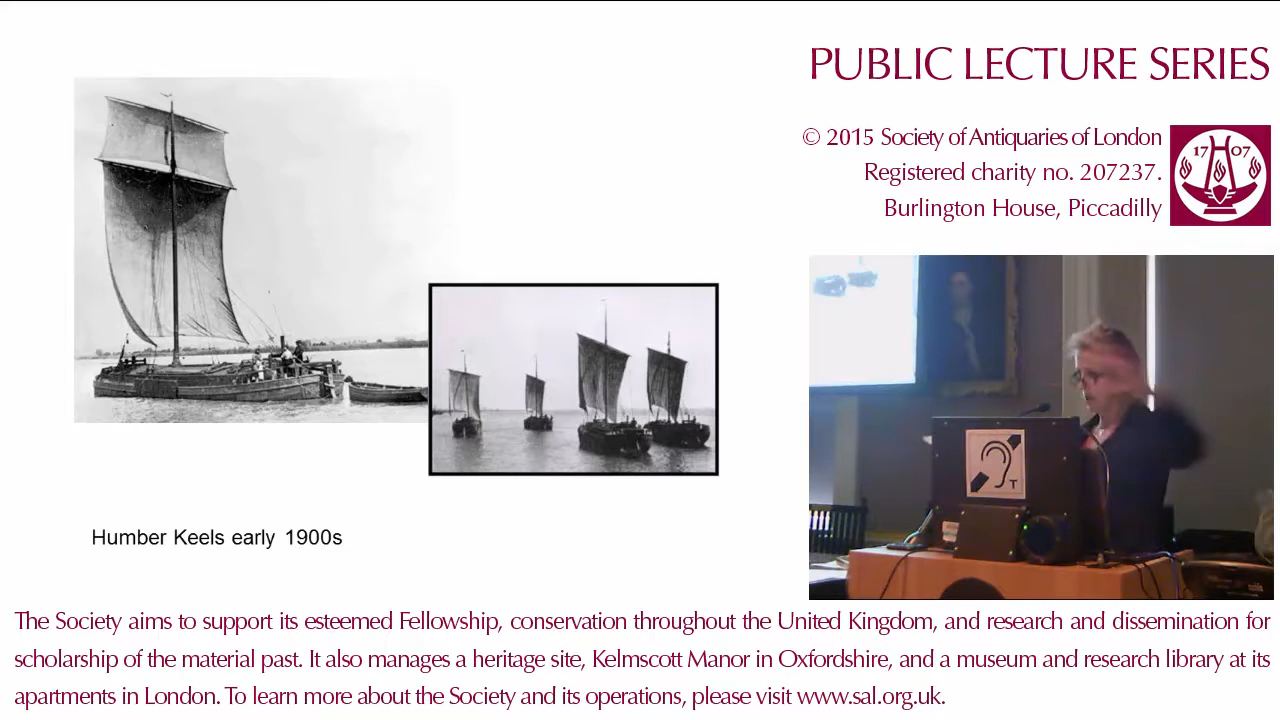 PUBLIC LECTURE SERIES
© 2015 Society of Antiquaries of London
Registered charity no. 207237.
Burlington House, Piccadilly
17 07
T
Humber Keels early 1900s
The Society aims to support its esteemed Fellowship, conservation throughout the United Kingdom, and research and dissemination for
scholarship of the material past. It also manages a heritage site, Kelmscott Manor in Oxfordshire, and a museum and research library at its
apartments in London. To learn more about the Society and its operations, please visit www.sal.org.uk.